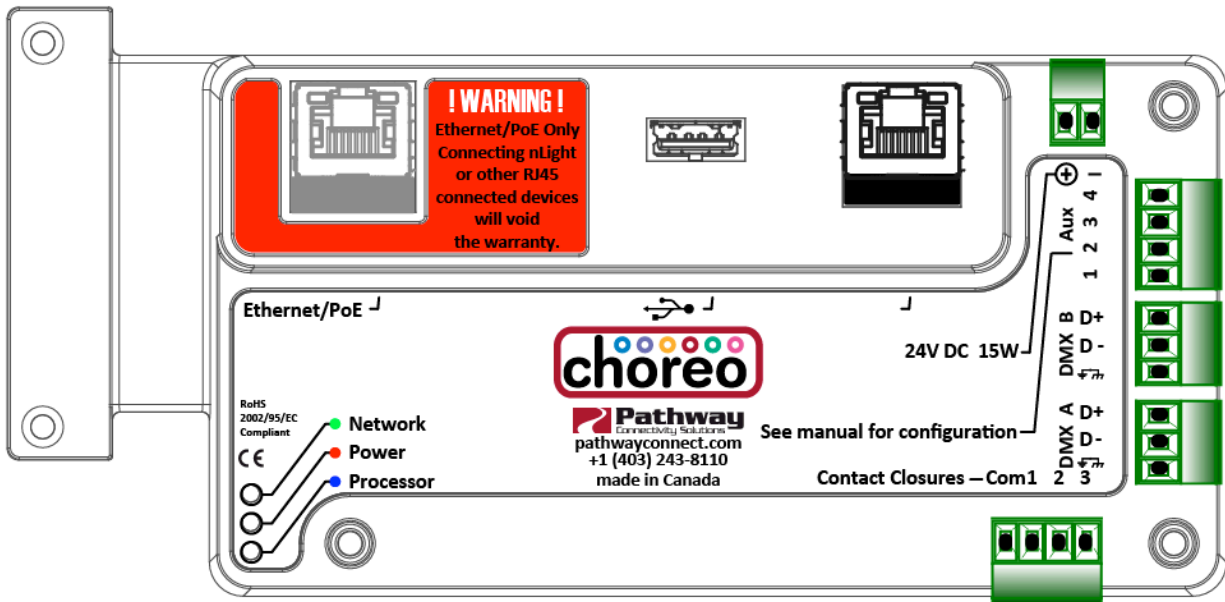 ! WARNING !
Ethernet/PoE Only
Connecting nLight
or other RJ45
connected devices
will void
the warranty.
Ethernet/PoE
24V DC 15W
+ –
Aux 1 2 3 4
DMX B D+
D -
DMX A D+
D-
choreo
Pathway
Connectivity Solutions
pathwayconnect.com
+1 (403) 243-8110
made in Canada
See manual for configuration
Contact Closures – Com1 2 3
RoHS
2002/95/EC
Compliant
CE
Network
Power
Processor